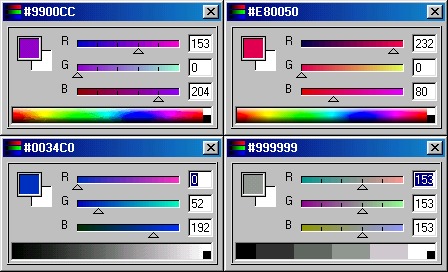 #9900CC
R 153
G 0
B 204
#E80050
R 232
G 0
B 80
#0034C0
R 0
G 52
B 192
#999999
R 153
G 153
B 153